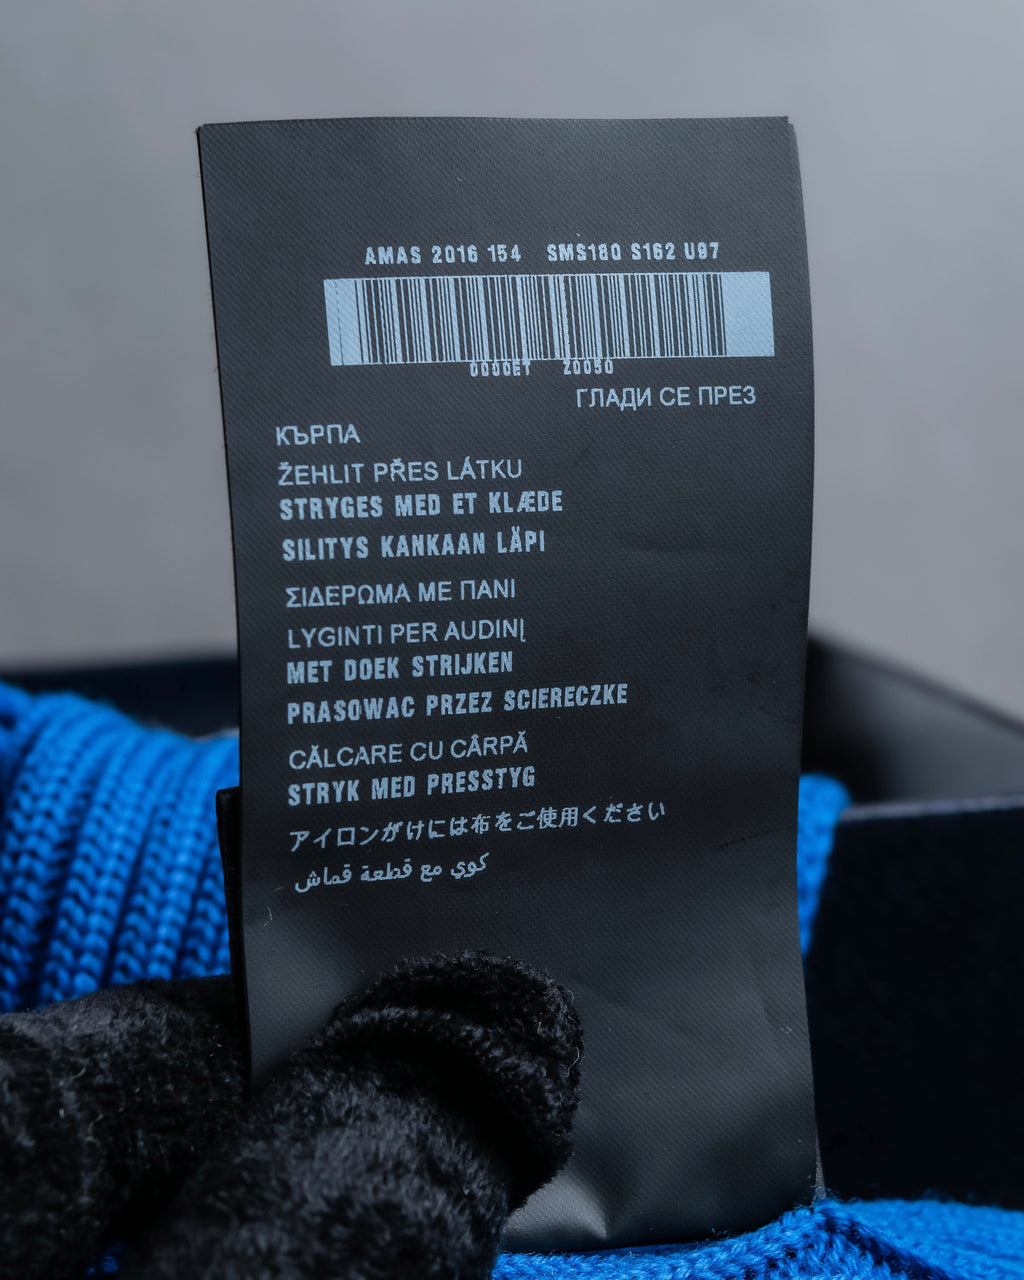 AMAS 2016 154 SMS180 S162 U97
0000ET Z0050
ГЛАДИ СЕ ПРЕЗ
КЪРПА
ŽEHLIT PŘES LÁTKU
STRYGES MED ET KLÆDE
SILITYS KANKAAN LÄPI
ΣΙΔΕΡΩΜΑ ΜΕ ΠΑΝΙ
LYGINTI PER AUDINĮ
MET DOEK STRIJKEN
PRASOWAC PRZEZ SCIERECZKE
CĂLCARE CU CÂRPĂ
STRYK MED PRESSTYG
アイロンがけには布をご使用ください
كوي مع قطعة قماش